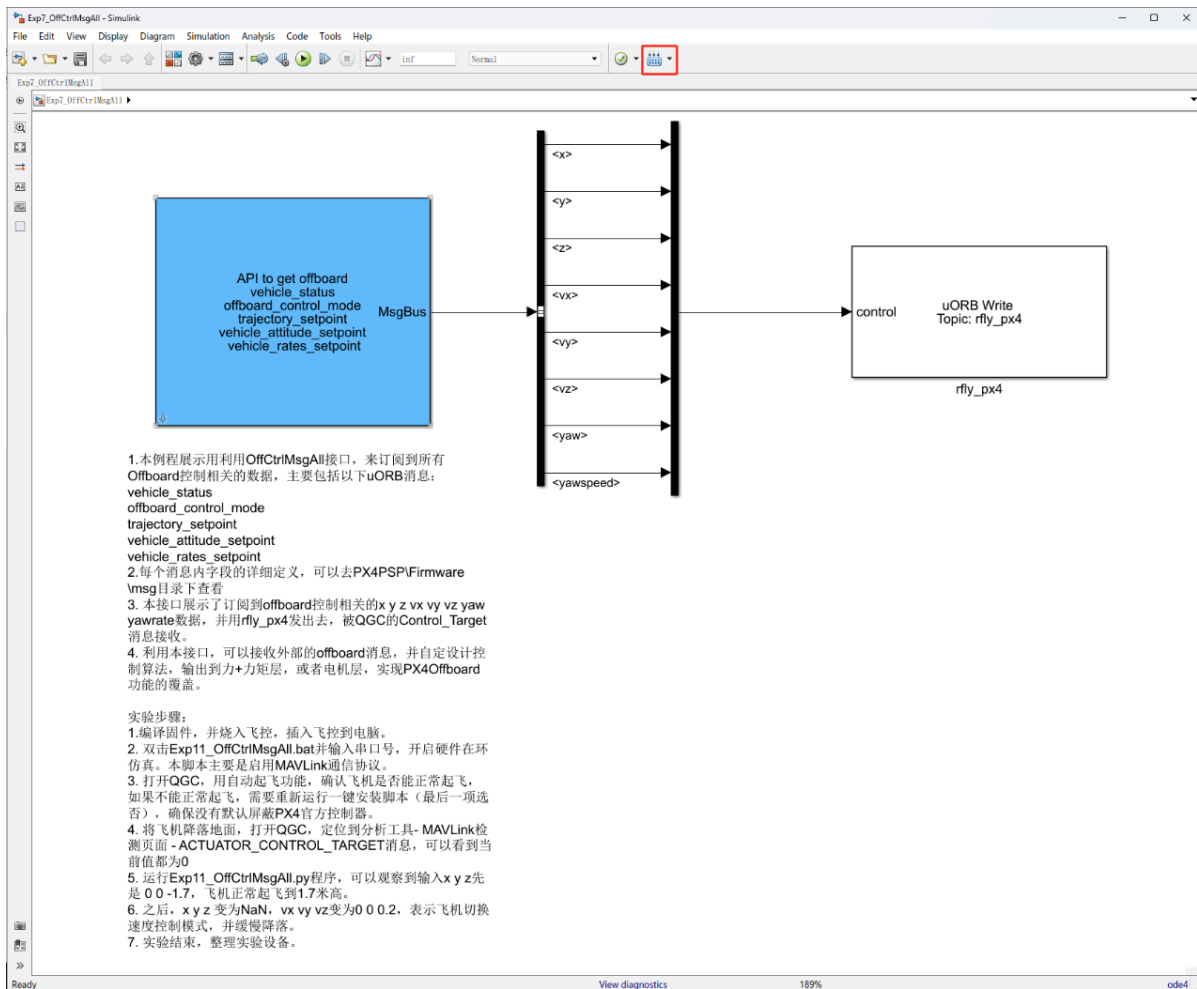 Exp7_OffCtrlMsgAll - Simulink
File Edit View Display Diagram Simulation Analysis Code Tools Help
inf
Normal
Exp7_OffCtrlMsgAll
Exp7_OffCtrlMsgAll
API to get offboard
vehicle_status
offboard_control_mode
trajectory_setpoint
vehicle_attitude_setpoint
vehicle_rates_setpoint
MsgBus
<x>
<y>
<z>
<vx>
<vy>
<vz>
<yaw>
<yawspeed>
control
uORB Write
Topic: rfly_px4
rfly_px4
1.本例程展示用利用OffCtrlMsgAll接口，来订阅到所有
Offboard控制相关的数据，主要包括以下uORB消息：
vehicle_status
offboard_control_mode
trajectory_setpoint
vehicle_attitude_setpoint
vehicle_rates_setpoint
2.每个消息内字段的详细定义，可以去PX4PSP\Firmware
\msg目录下查看
3. 本接口展示了订阅到offboard控制相关的x y z vx vy vz yaw
yawrate数据，并用rfly_px4发出去，被QGC的Control_Target
消息接收。
4. 利用本接口，可以接收外部的offboard消息，并自定设计控
制算法，输出到力+力矩层，或者电机层，实现PX4Offboard
功能的覆盖。
实验步骤：
1.编译固件，并烧入飞控，插入飞控到电脑。
2. 双击Exp11_OffCtrlMsgAll.bat并输入串口号，开启硬件在环
仿真。本脚本主要是启用MAVLink通信协议。
3. 打开QGC，用自动起飞功能，确认飞机是否能正常起飞，
如果不能正常起飞，需要重新运行一键安装脚本（最后一项选
否），确保没有默认屏蔽PX4官方控制器。
4. 将飞机降落地面，打开QGC，定位到分析工具- MAVLink检
测页面 - ACTUATOR_CONTROL_TARGET消息，可以看到当
前值都为0
5. 运行Exp11_OffCtrlMsgAll.py程序，可以观察到输入x y z先
是 0 0 -1.7，飞机正常起飞到1.7米高。
6. 之后，x y z 变为NaN，vx vy vz变为0 0 0.2，表示飞机切换
速度控制模式，并缓慢降落。
7. 实验结束，整理实验设备。
Ready
View diagnostics
189%
ode4